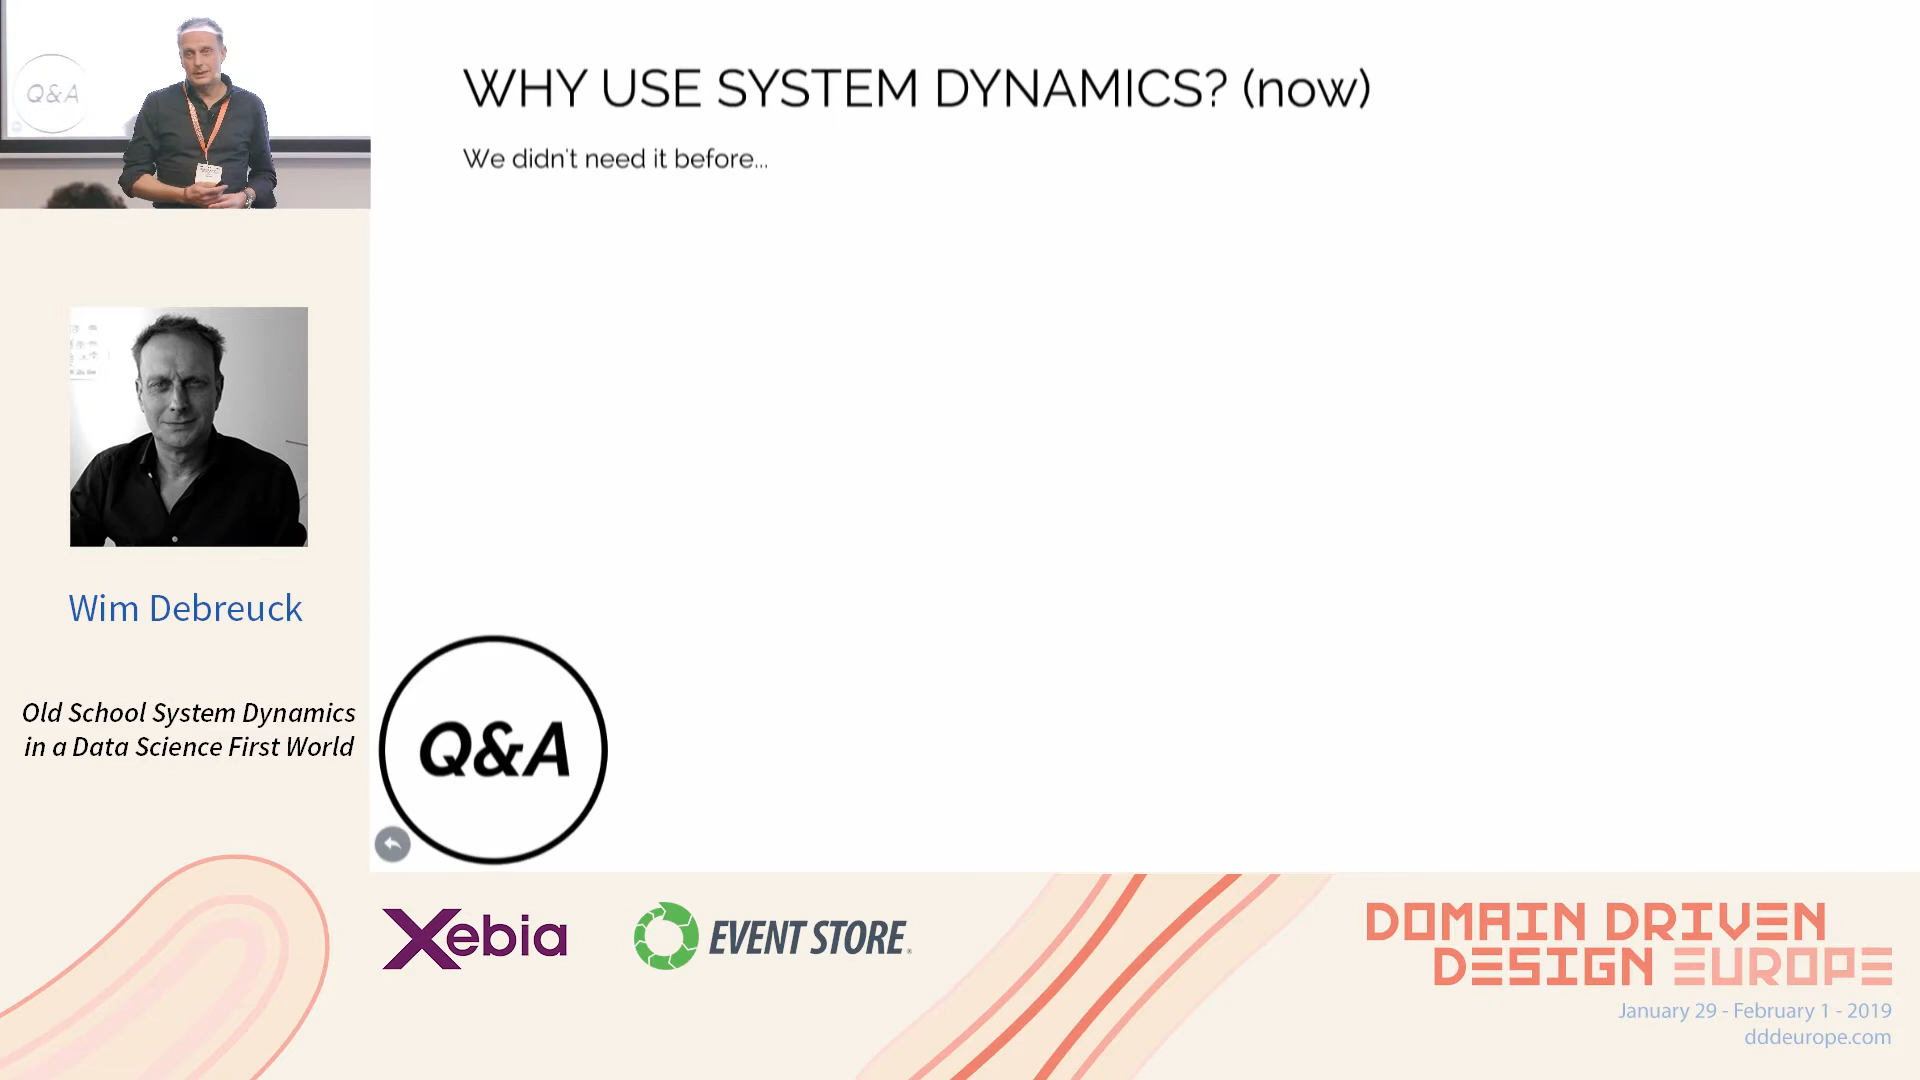 Q&A
WHY USE SYSTEM DYNAMICS? (now)
We didn't need it before...
Wim Debreuck
Old School System Dynamics
in a Data Science First World
Q&A
Xebia
EVENT STORE
DOMAIN DRIVEN
DESIGN EUROPE
January 29 - February 1 - 2019
dddeurope.com